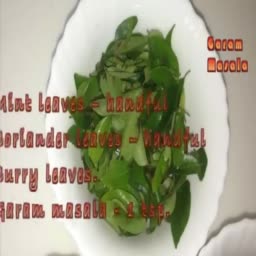 Garam
Masala
Mint leaves - handful
Coriander leaves - handful
Curry leaves.
Garam masala - 1 tsp.